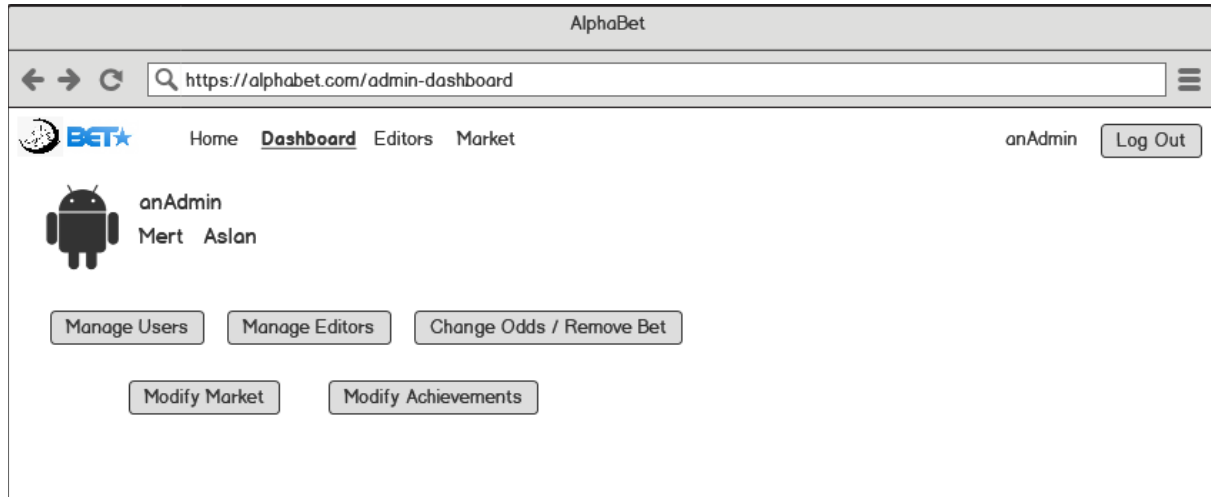 AlphaBet
https://alphabet.com/admin-dashboard
BET Home Dashboard Editors Market anAdmin Log Out
anAdmin
Mert Aslan
Manage Users Manage Editors Change Odds / Remove Bet
Modify Market Modify Achievements